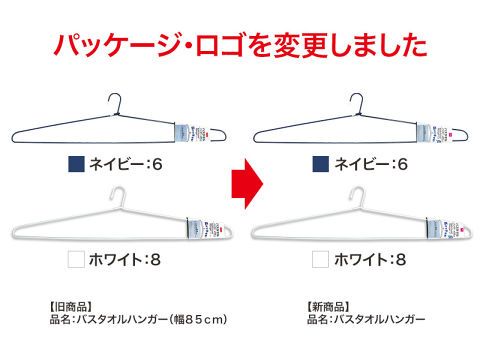 パッケージ・ロゴを変更しました
ネイビー：6
ネイビー：6
ホワイト：8
ホワイト：8
【旧商品】
品名：バスタオルハンガー（幅８５ｃｍ）
【新商品】
品名：バスタオルハンガー